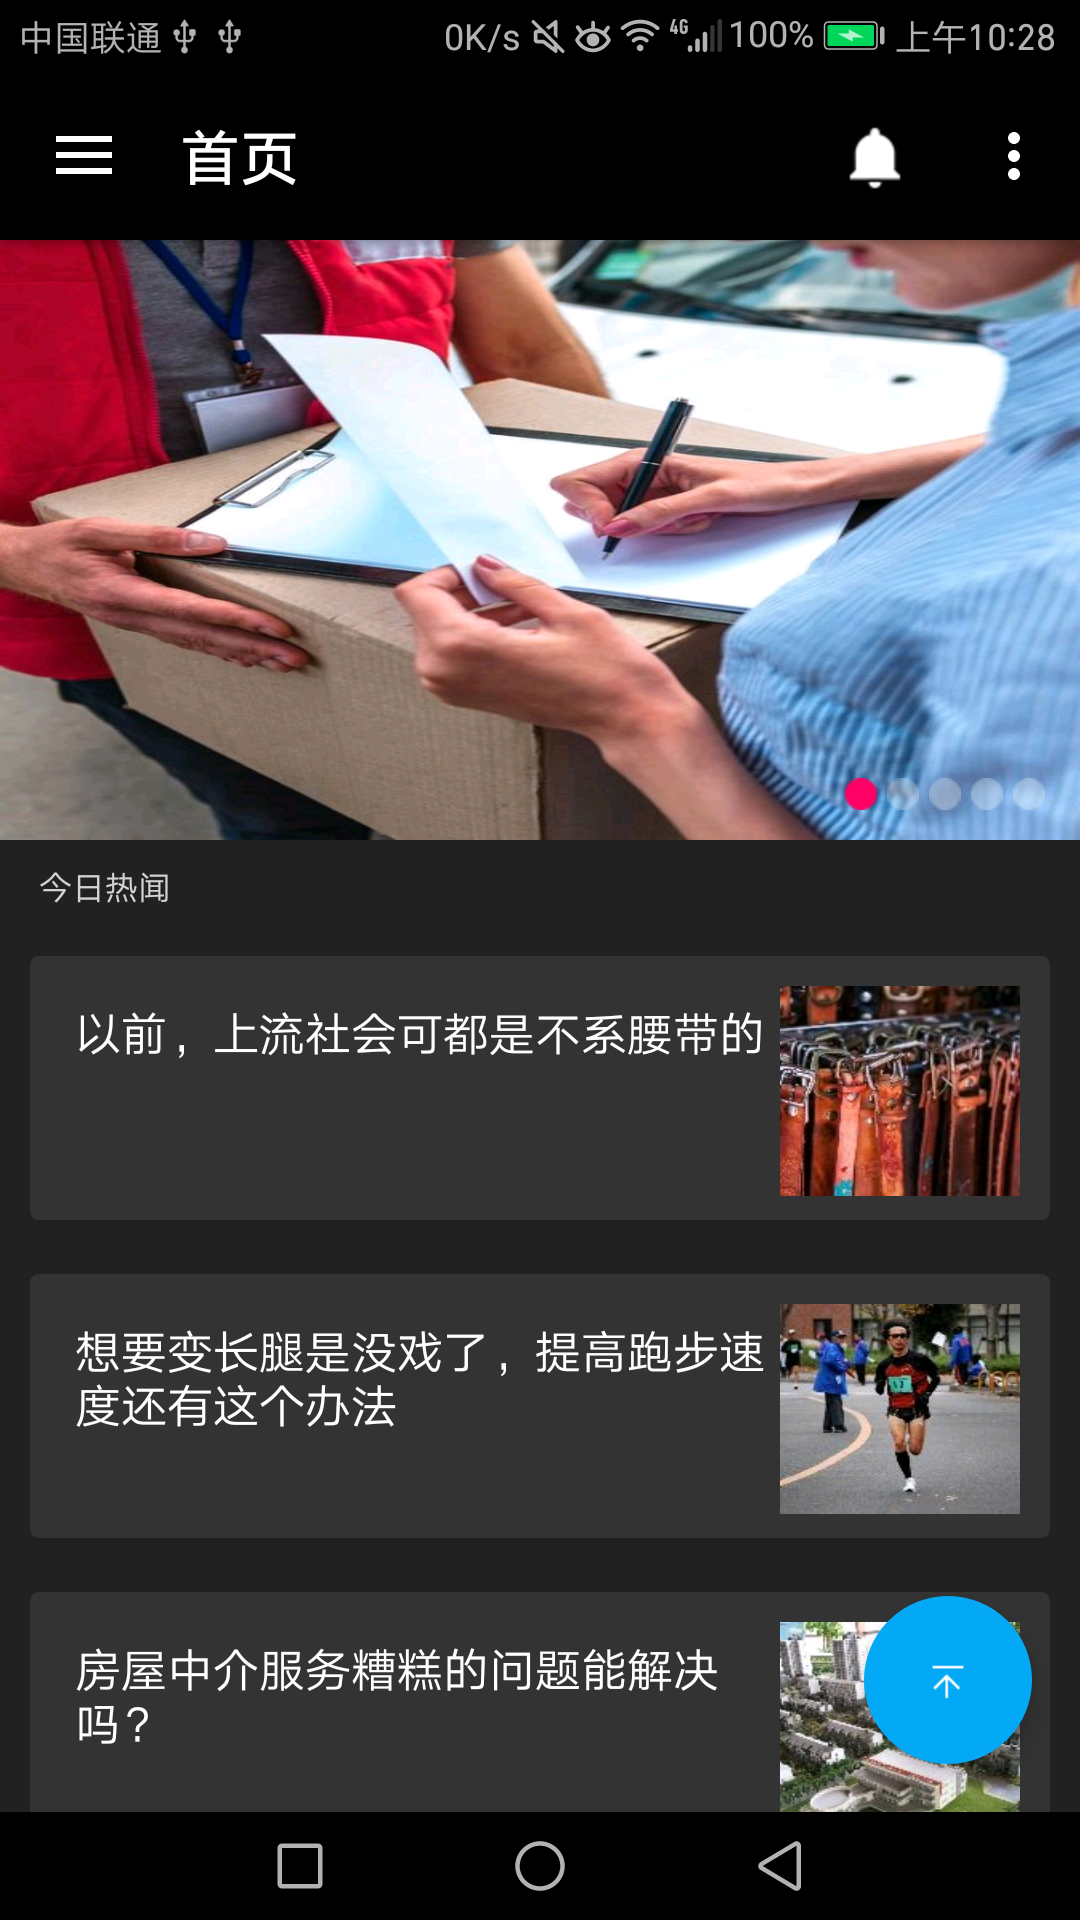 中国联通 0K/s 4G 100% 上午10:28
首页
今日热闻
以前，上流社会可都是不系腰带的
想要变长腿是没戏了，提高跑步速
度还有这个办法
房屋中介服务糟糕的问题能解决
吗？